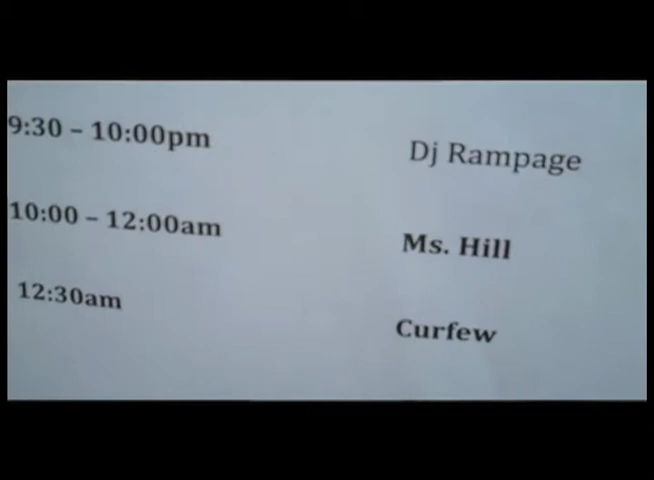 9:30 – 10:00pm Dj Rampage
10:00 – 12:00am Ms. Hill
12:30am Curfew